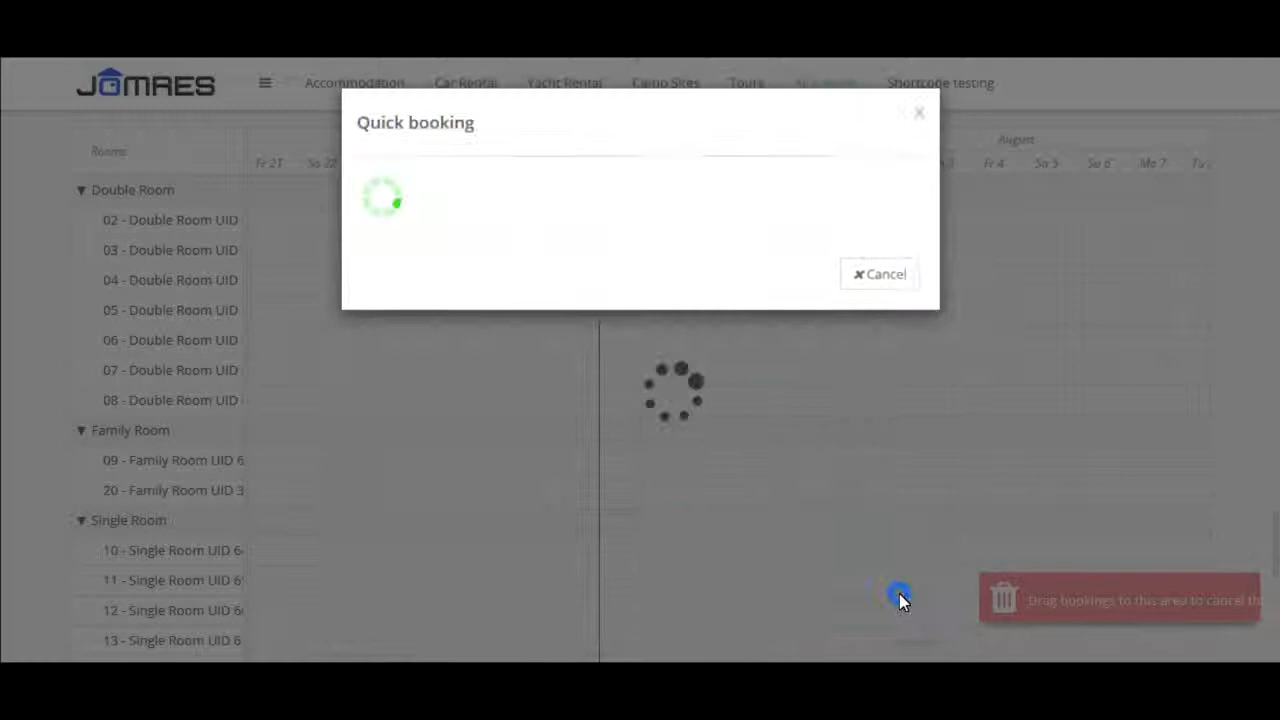 JOMRES
Accommodation Car Rental Yacht Rental Camp Sites Tours Shortcode testing
Quick booking
x
Cancel
Rooms
August
Fr 21 Sa 22 Fr 4 Sa 5 Su 6 Mo 7
Double Room
02 - Double Room UID
03 - Double Room UID
04 - Double Room UID
05 - Double Room UID
06 - Double Room UID
07 - Double Room UID
08 - Double Room UID
Family Room
09 - Family Room UID 6
20 - Family Room UID 3
Single Room
10 - Single Room UID 6
11 - Single Room UID 6
12 - Single Room UID 6
13 - Single Room UID 6
Drag bookings to this area to cancel